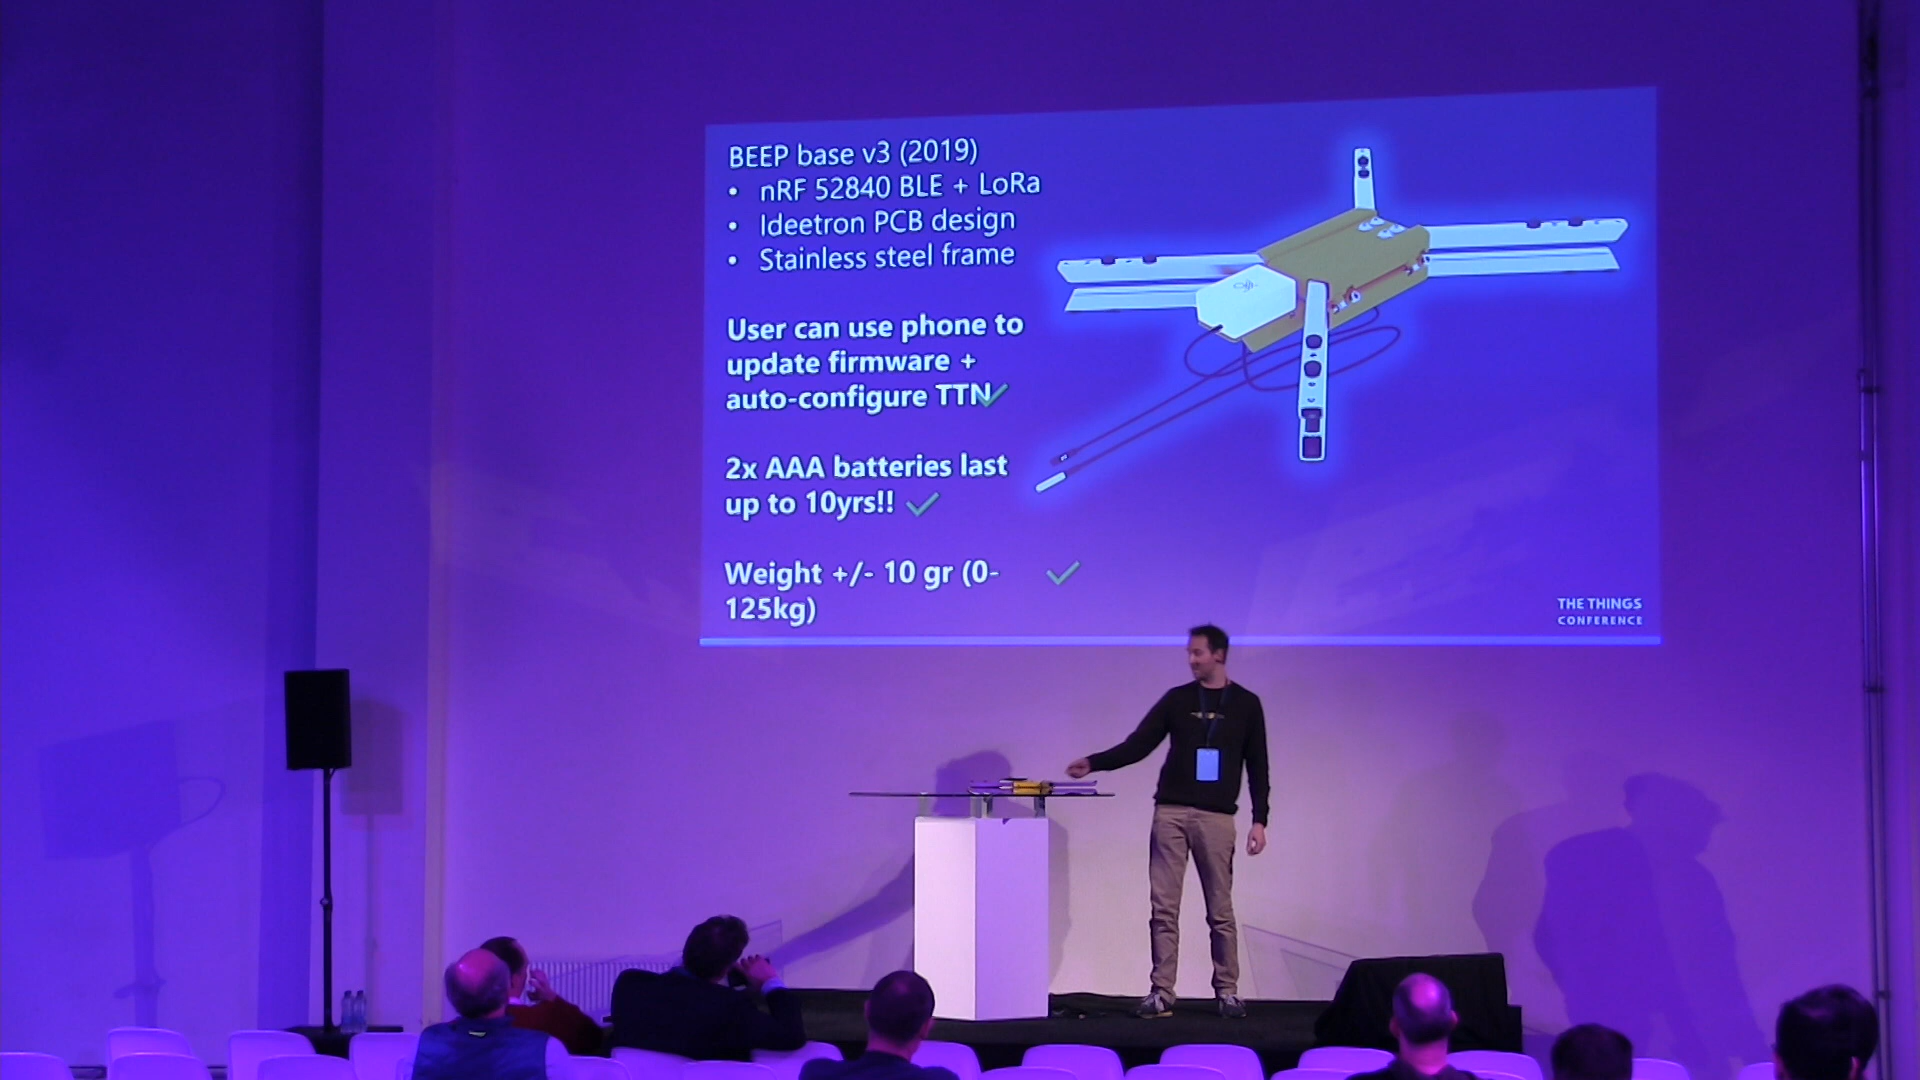 BEEP base v3 (2019)
• nRF 52840 BLE + LoRa
• Ideetron PCB design
• Stainless steel frame
User can use phone to
update firmware +
auto-configure TTN
2x AAA batteries last
up to 10yrs!!
Weight +/- 10 gr (0-
125kg)
THE THINGS
CONFERENCE